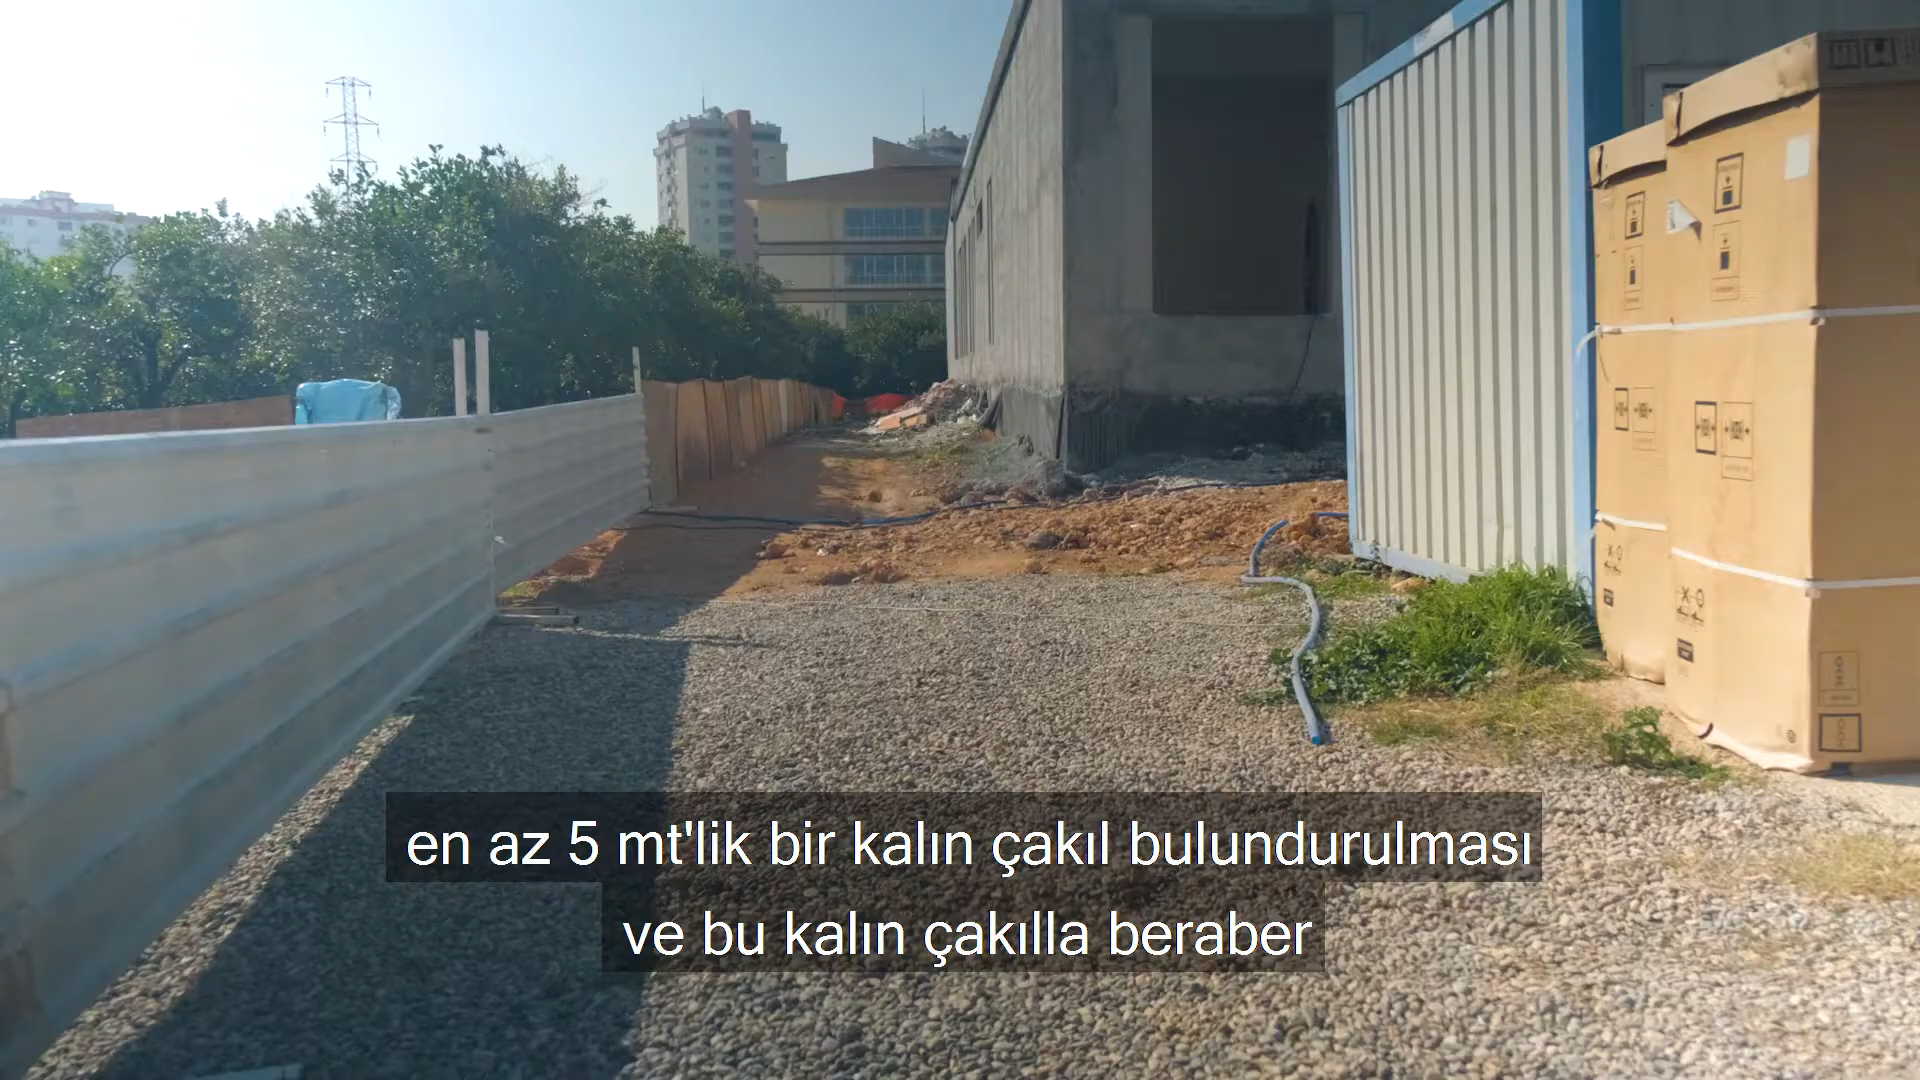 en az 5 mt'lik bir kalın çakıl bulundurulması
ve bu kalın çakılla beraber